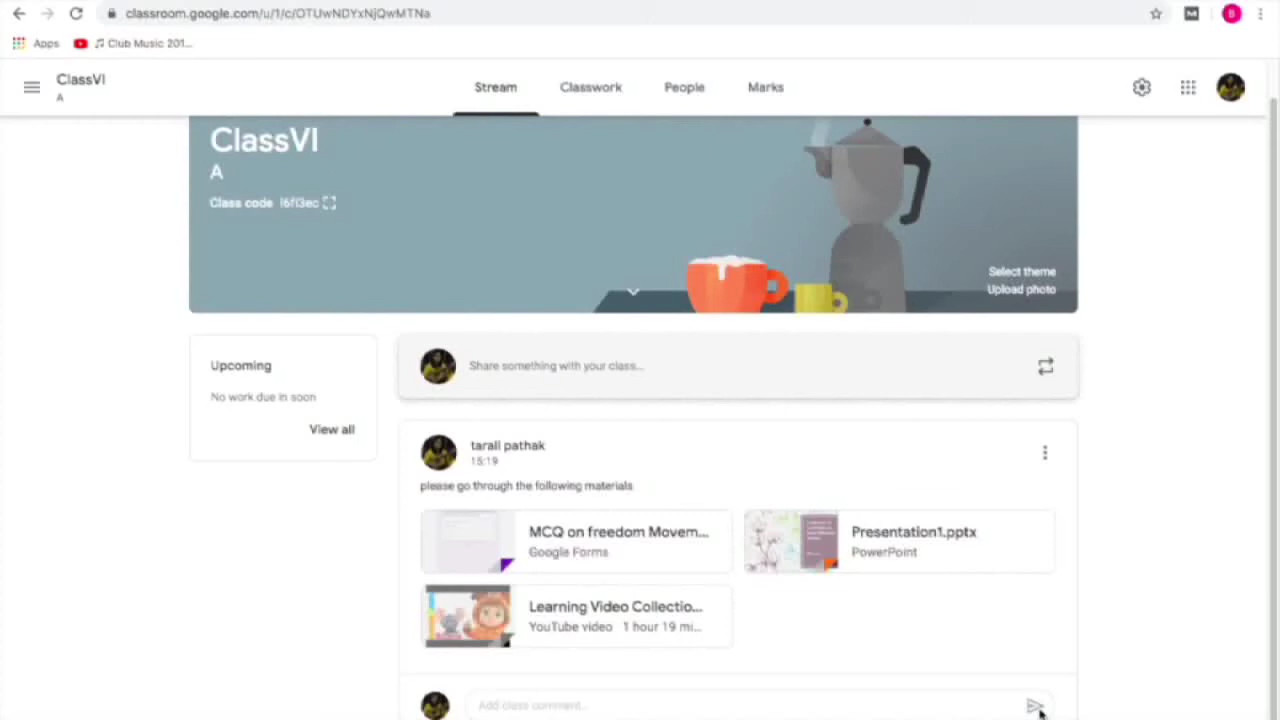 classroom.google.com/u/1/c/OTUwNDYxNjQwMTNa
M
B
Apps
Club Music 201...
ClassVI
A
Stream
Classwork
People
Marks
ClassVI
A
Class code
Select theme
Upload photo
Upcoming
No work due in soon
View all
Share something with your class...
tarali pathak
15:19
please go through the following materials
MCQ on freedom Movem...
Google Forms
Presentation1.pptx
PowerPoint
Learning Video Collectio...
YouTube video 1 hour 19 mi...
Add class comment...